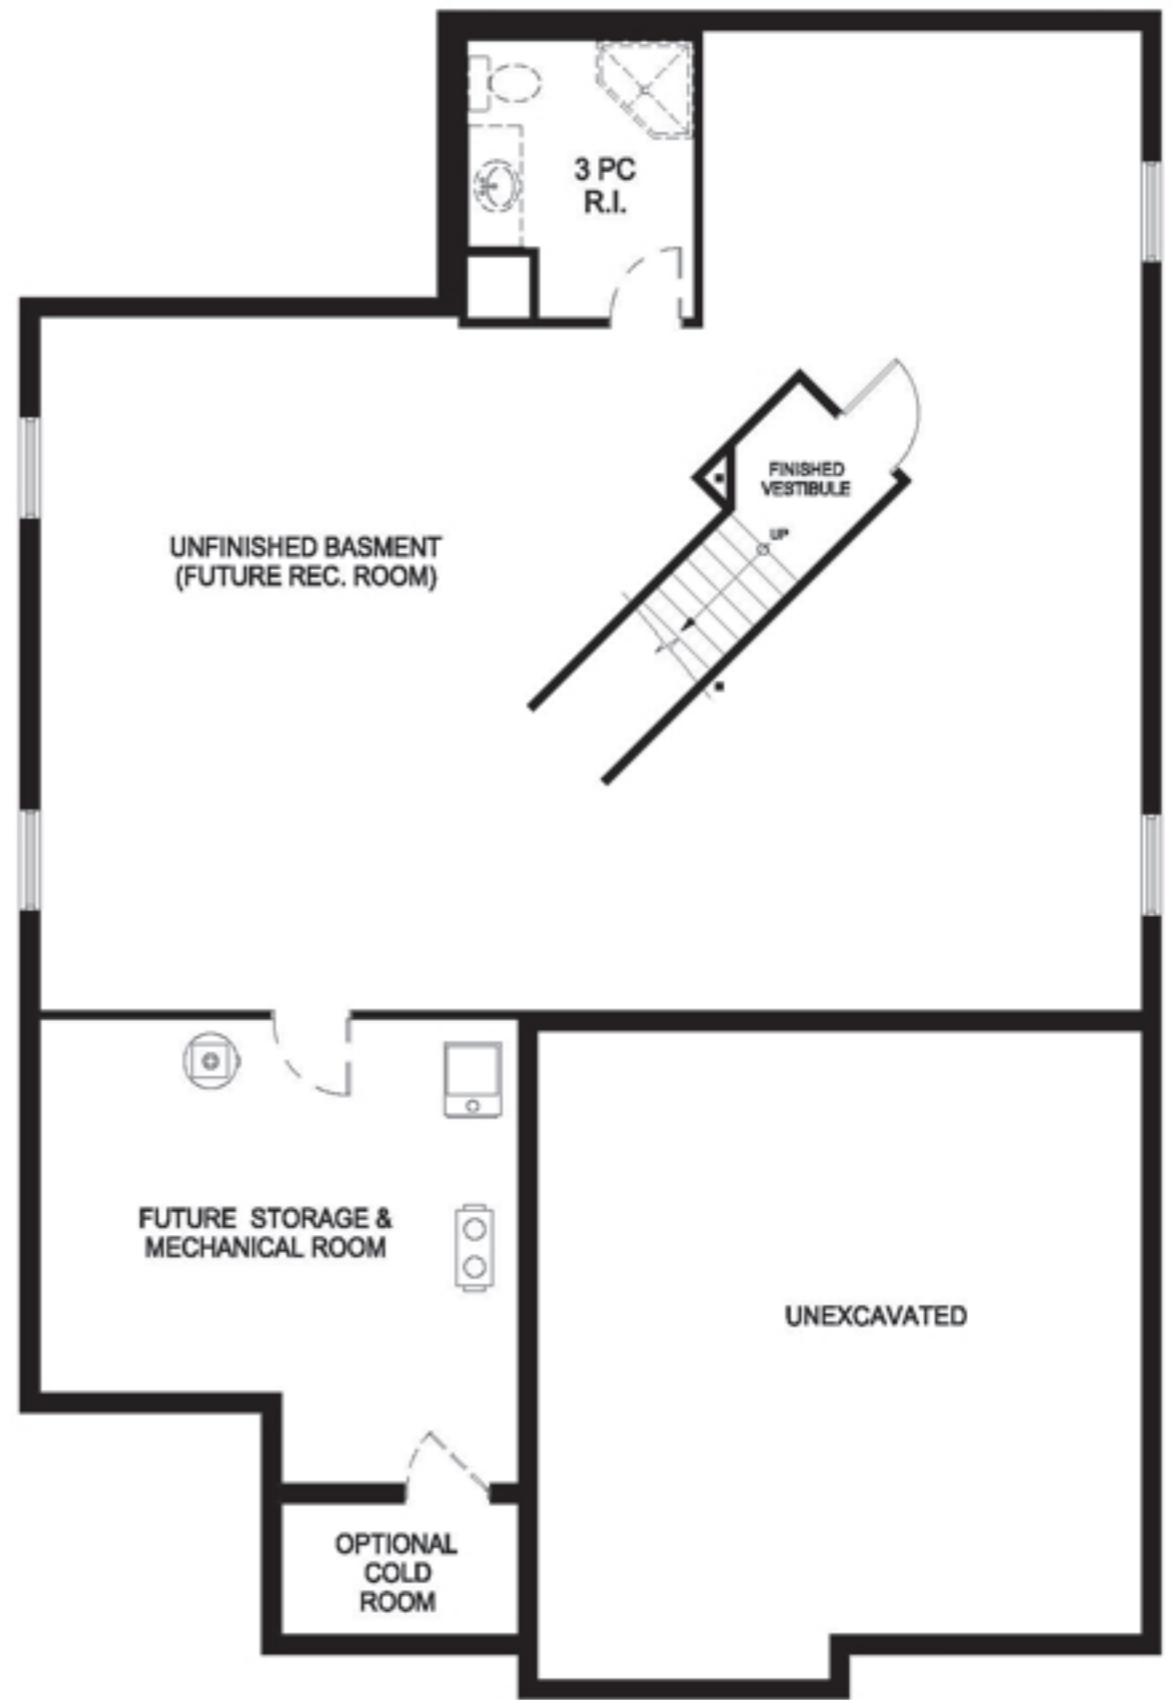 3 PC
R.I.
FINISHED
VESTIBULE
UP
UNFINISHED BASMENT
(FUTURE REC. ROOM)
FUTURE STORAGE &
MECHANICAL ROOM
UNEXCAVATED
OPTIONAL
COLD
ROOM